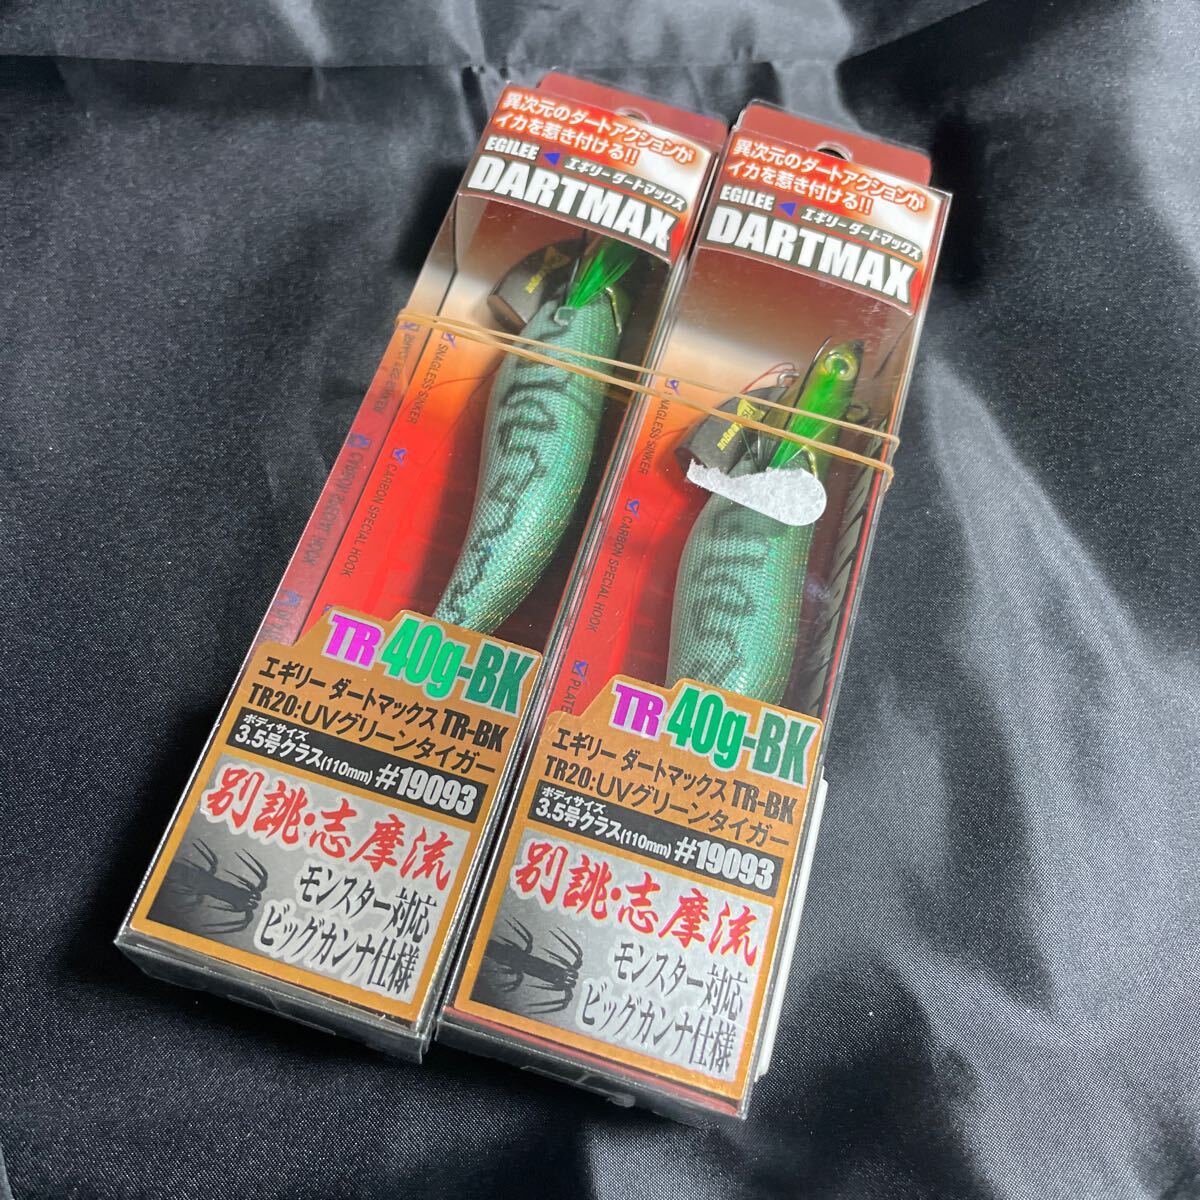 異次元のダートアクションが
イカを惹き付ける!!
EGILEE エギリー ダートマックス
DARTMAX
SNAGLESS SINKER
CARBON SPECIAL HOOK
TR 40g-BK
エギリー ダートマックス TR-BK
TR20:UVグリーンタイガー
ボディサイズ
3.5号クラス(110mm) #19093
別誂・志摩流
モンスター対応
ビッグカンナ仕様
異次元のダートアクションが
イカを惹き付ける!!
EGILEE エギリー ダートマックス
DARTMAX
SNAGLESS SINKER
CARBON SPECIAL HOOK
PLATE
TR 40g-BK
エギリー ダートマックス TR-BK
TR20:UVグリーンタイガー
ボディサイズ
3.5号クラス(110mm) #19093
別誂・志摩流
モンスター対応
ビッグカンナ仕様